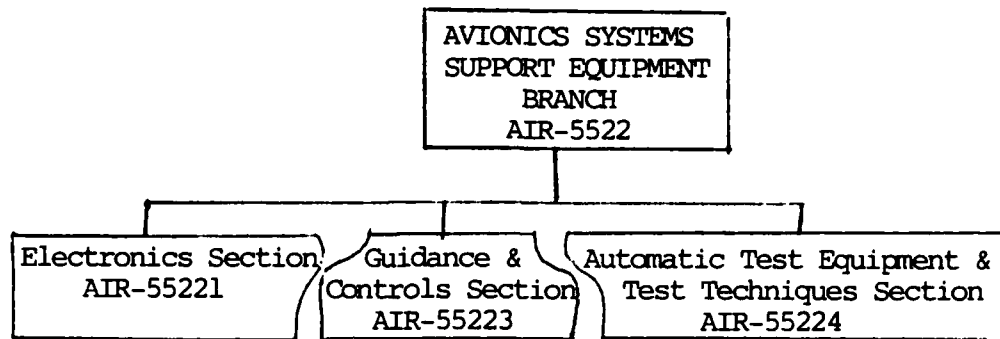 AVIONICS SYSTEMS
SUPPORT EQUIPMENT
BRANCH
AIR-5522
Electronics Section
AIR-55221
Guidance &
Controls Section
AIR-55223
Automatic Test Equipment &
Test Techniques Section
AIR-55224